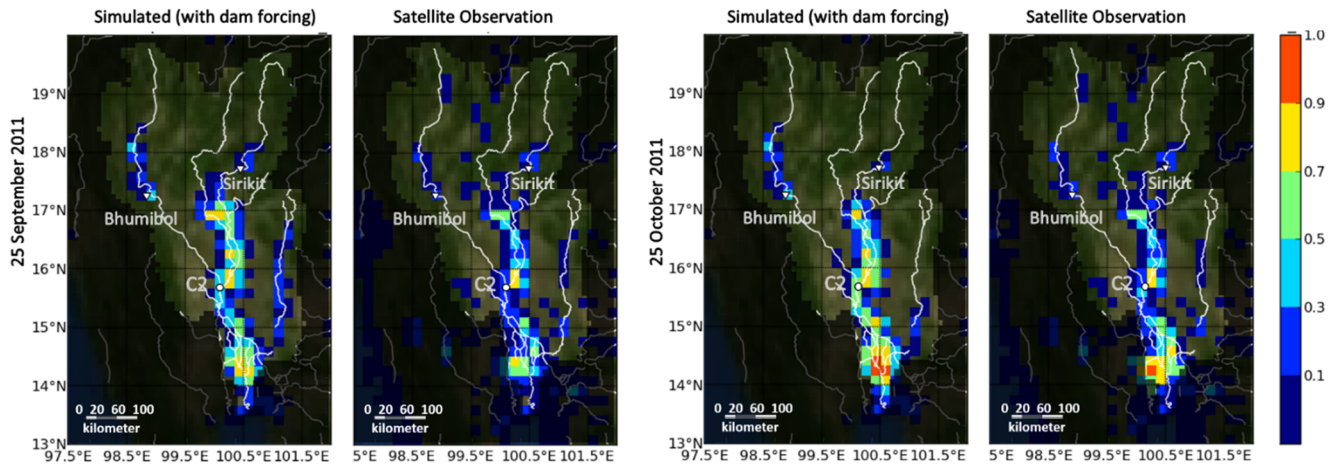 Simulated (with dam forcing)
Satellite Observation
Simulated (with dam forcing)
Satellite Observation
25 September 2011
19°N
18°N
17°N
16°N
15°N
14°N
13°N
Sirikit
Bhumibol
C2
0 20 60 100
kilometer
97.5°E 98.5°E 99.5°E 100.5°E 101.5°E
Sirikit
Bhumibol
C2
0 20 60 100
kilometer
5°E 98.5°E 99.5°E 100.5°E 101.5°E
25 October 2011
19°N
18°N
17°N
16°N
15°N
14°N
13°N
Sirikit
Bhumibol
C2
0 20 60 100
kilometer
97.5°E 98.5°E 99.5°E 100.5°E 101.5°E
Sirikit
Bhumibol
C2
0 20 60 100
kilometer
5°E 98.5°E 99.5°E 100.5°E 101.5°E
1.0
0.9
0.7
0.5
0.3
0.1